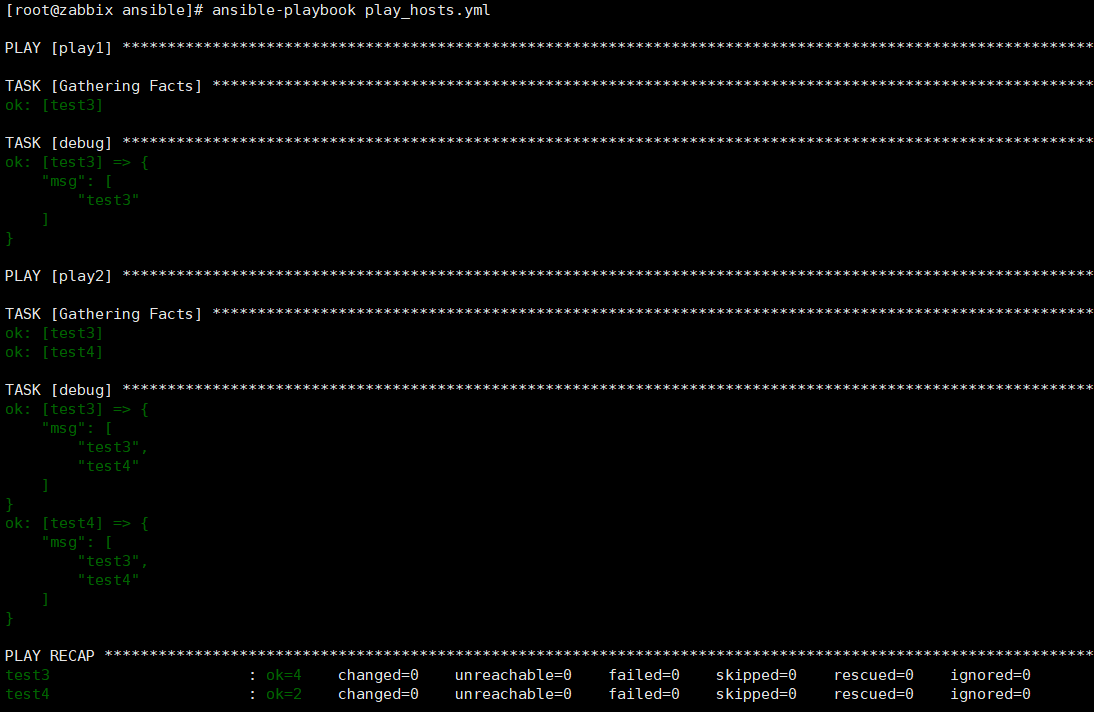 [root@zabbix ansible]# ansible-playbook play_hosts.yml
PLAY [play1] ************************************************************************************************************
TASK [Gathering Facts] **************************************************************************************************
ok: [test3]
TASK [debug] ************************************************************************************************************
ok: [test3] => {
    "msg": [
        "test3"
    ]
}
PLAY [play2] ************************************************************************************************************
TASK [Gathering Facts] **************************************************************************************************
ok: [test3]
ok: [test4]
TASK [debug] ************************************************************************************************************
ok: [test3] => {
    "msg": [
        "test3",
        "test4"
    ]
}
ok: [test4] => {
    "msg": [
        "test3",
        "test4"
    ]
}
PLAY RECAP **************************************************************************************************************
test3                      : ok=4    changed=0    unreachable=0    failed=0    skipped=0    rescued=0    ignored=0
test4                      : ok=2    changed=0    unreachable=0    failed=0    skipped=0    rescued=0    ignored=0